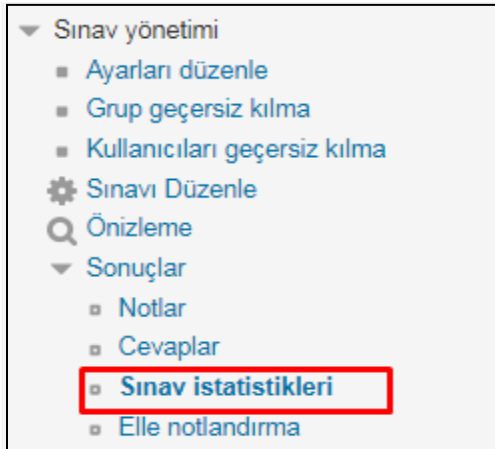 Sınav yönetimi
Ayarları düzenle
Grup geçersiz kılma
Kullanıcıları geçersiz kılma
Sınavı Düzenle
Önizleme
Sonuçlar
Notlar
Cevaplar
Sınav istatistikleri
Elle notlandırma